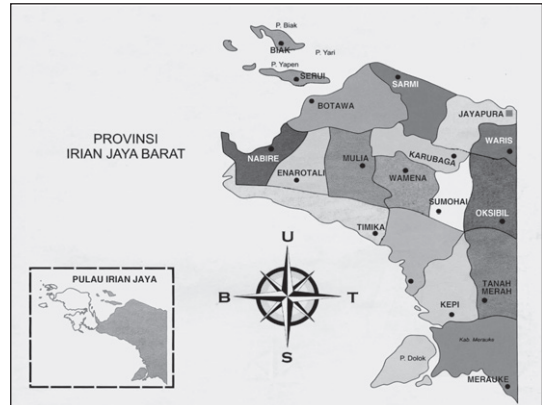 P. Biak
BIAK
P. Yari
P. Yapen
SERUI
SARMI
BOTAWA
JAYAPURA
PROVINSI
IRIAN JAYA BARAT
WARIS
NABIRE
MULIA
KARUBAGA
ENAROTALI
WAMENA
SUMOHAI
OKSIBIL
TIMIKA
U
PULAU IRIAN JAYA
B
T
TANAH
MERAH
KEPI
S
Kab. Merauke
P. Dolok
MERAUKE